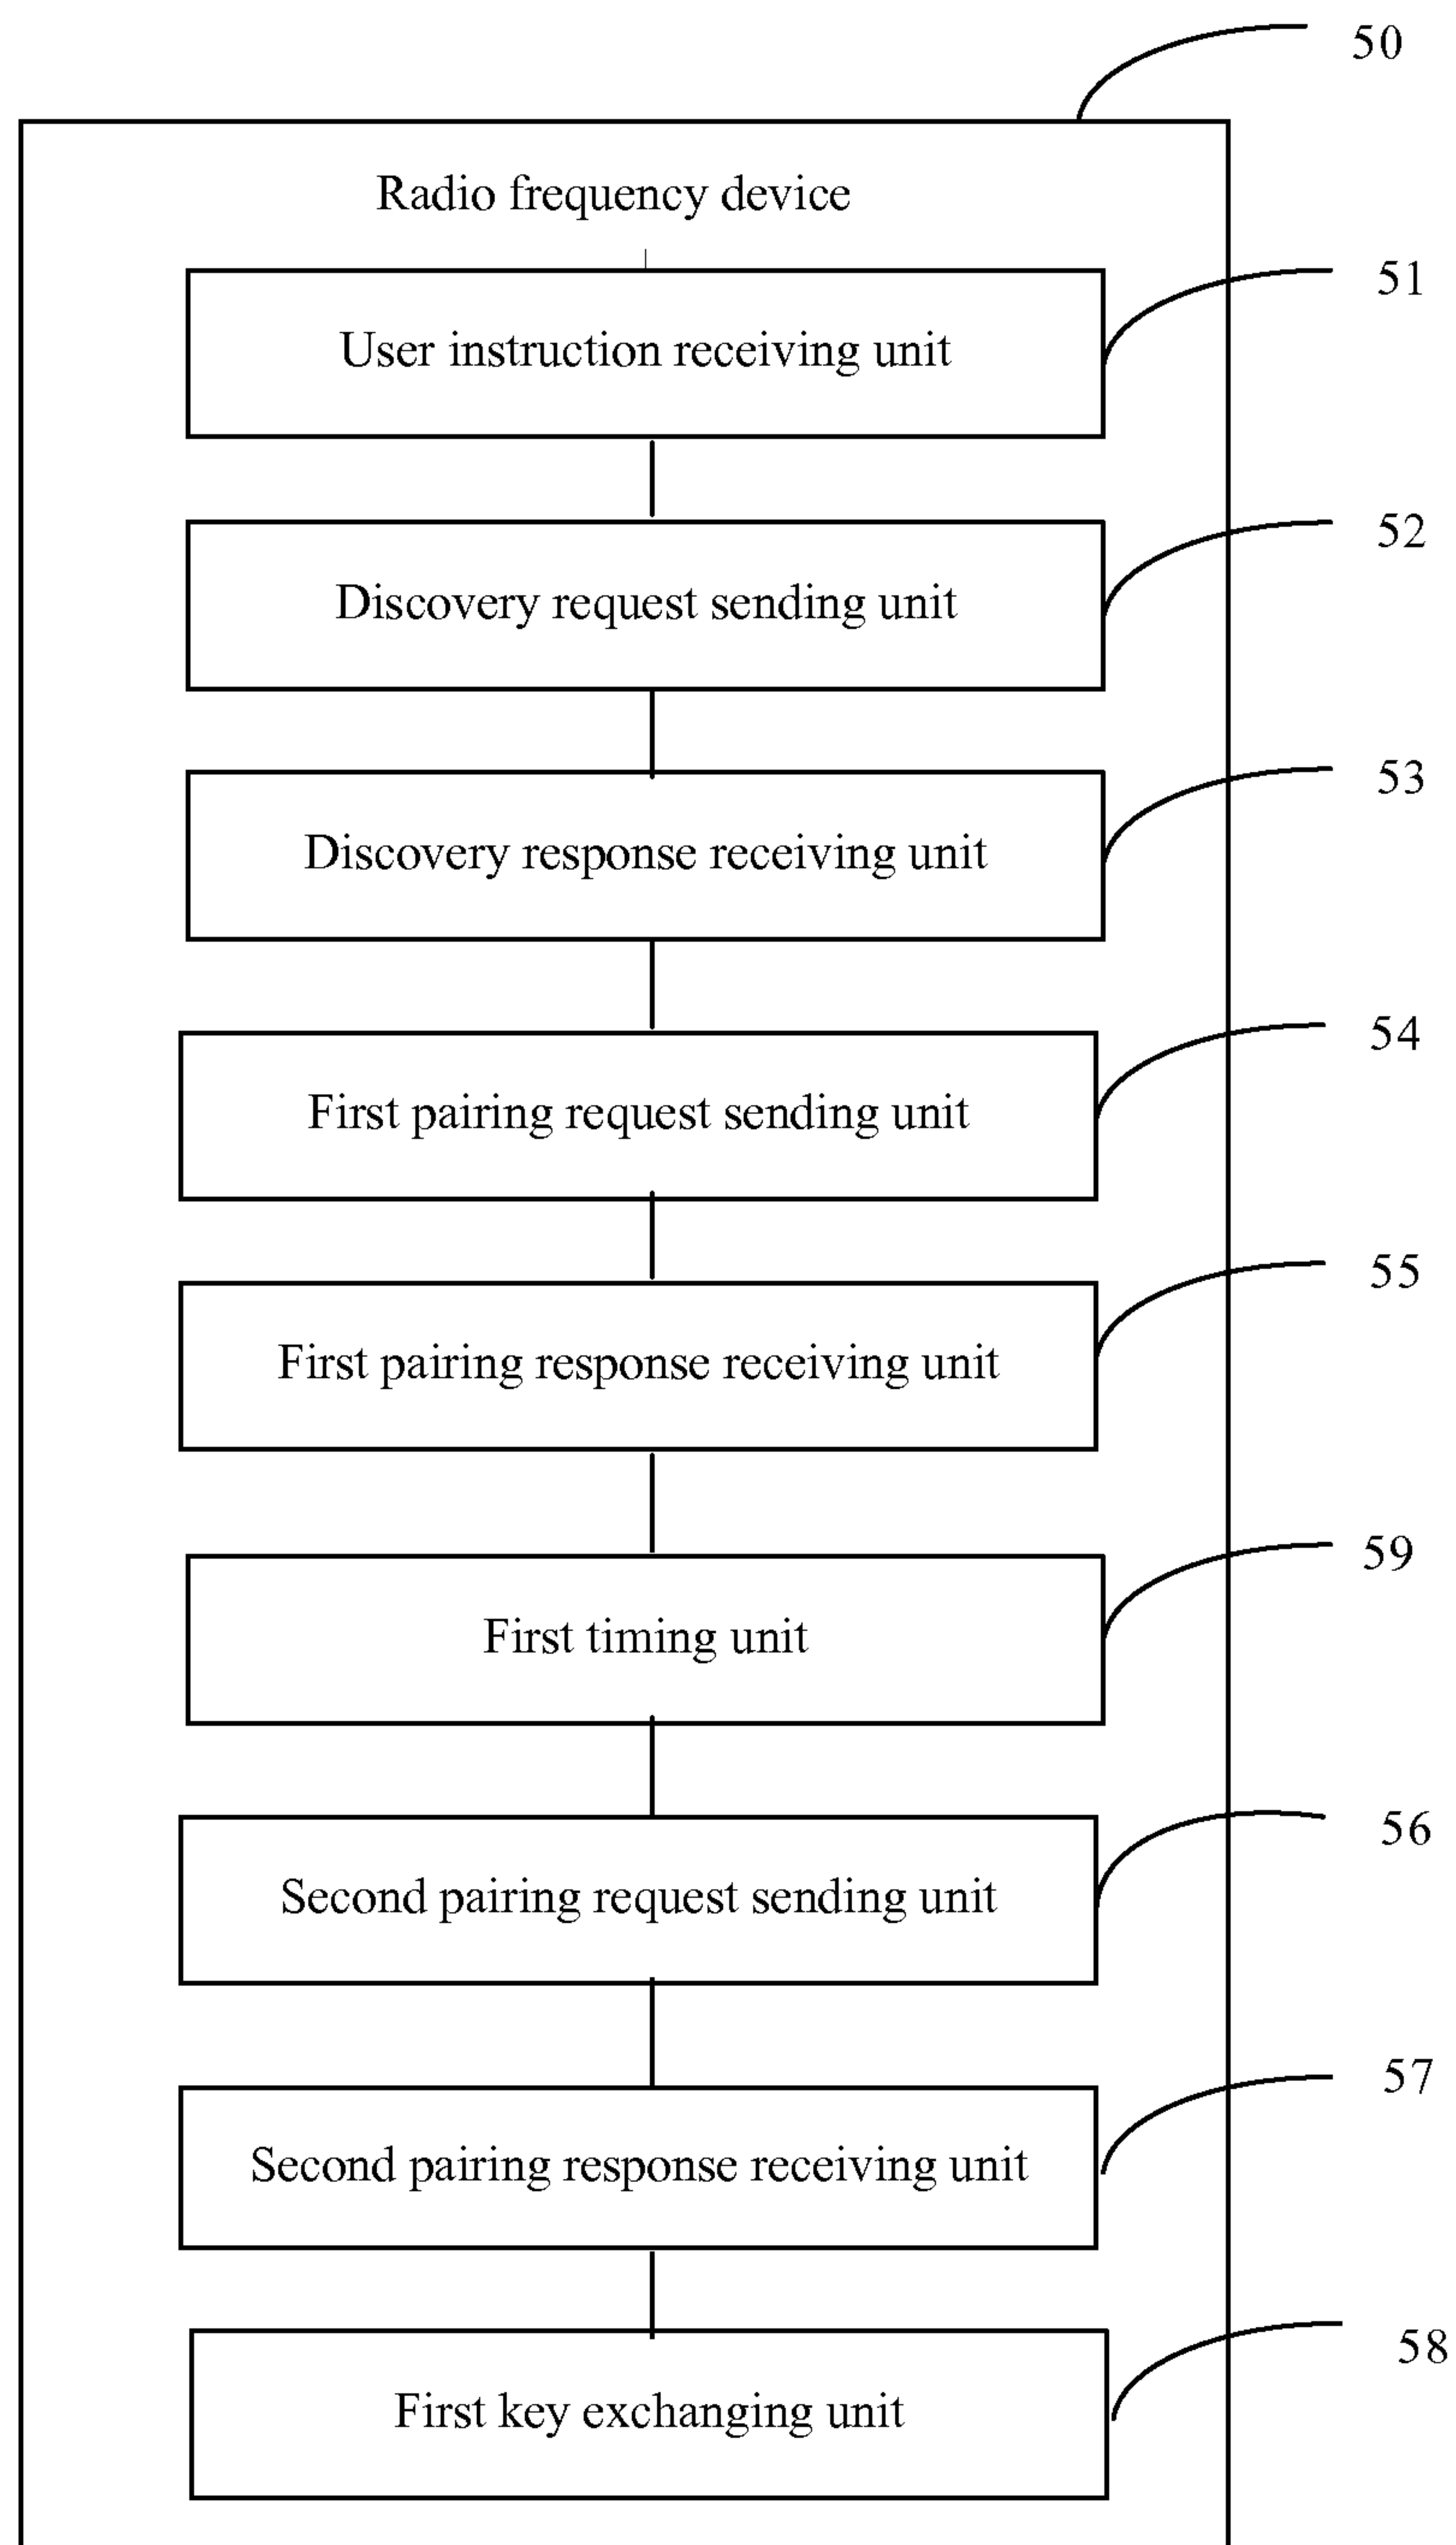 50
Radio frequency device
51
User instruction receiving unit
52
Discovery request sending unit
53
Discovery response receiving unit
54
First pairing request sending unit
55
First pairing response receiving unit
59
First timing unit
56
Second pairing request sending unit
57
Second pairing response receiving unit
58
First key exchanging unit